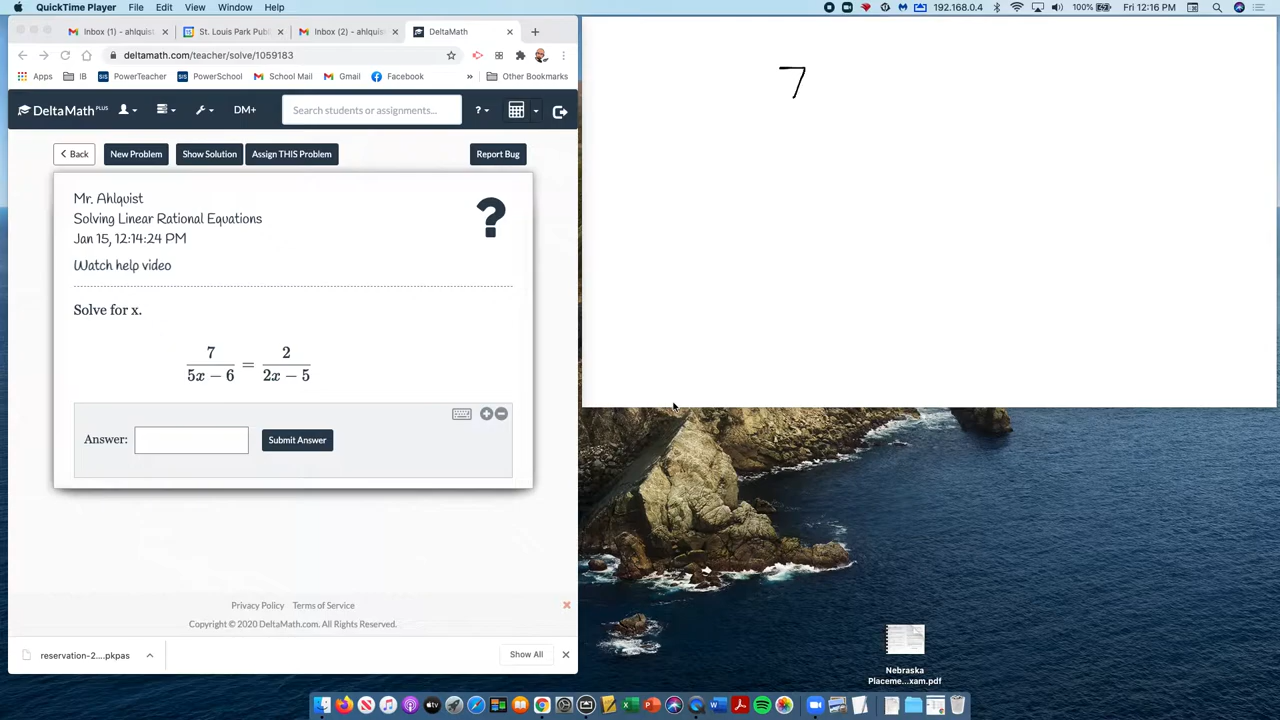 QuickTime Player File Edit View Window Help 192.168.0.4 100% Fri 12:16 PM
Inbox (1) - ahlquist St. Louis Park Publ Inbox (2) - ahlquis DeltaMath
deltamath.com/teacher/solve/1059183
Apps IB PowerTeacher PowerSchool School Mail Gmail Facebook » Other Bookmarks
DeltaMath PLUS DM+ Search students or assignments... ?
Back New Problem Show Solution Assign THIS Problem Report Bug
Mr. Ahlquist
Solving Linear Rational Equations
Jan 15, 12:14:24 PM
Watch help video
?
Solve for x.
7 / (5x − 6) = 2 / (2x − 5)
Answer: Submit Answer
Privacy Policy Terms of Service
Copyright © 2020 DeltaMath.com. All Rights Reserved.
reservation-2....pkpas Show All
7
Nebraska
Placeme...xam.pdf